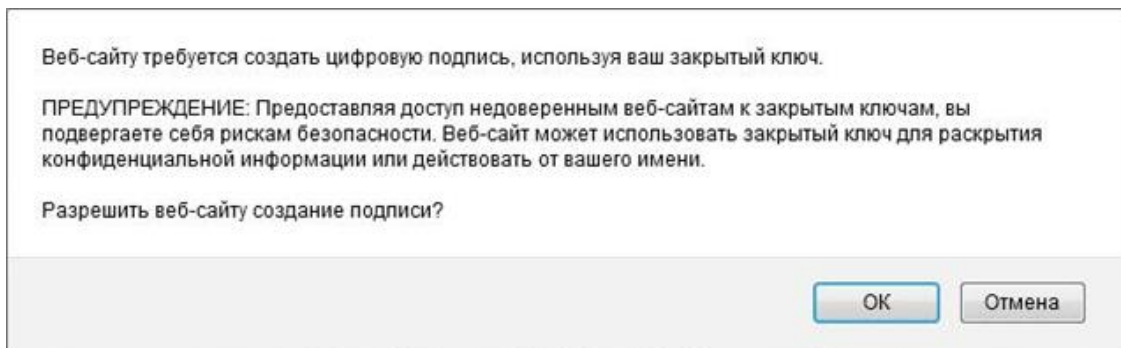 Веб-сайту требуется создать цифровую подпись, используя ваш закрытый ключ.
ПРЕДУПРЕЖДЕНИЕ: Предоставляя доступ недоверенным веб-сайтам к закрытым ключам, вы
подвергаете себя рискам безопасности. Веб-сайт может использовать закрытый ключ для раскрытия
конфиденциальной информации или действовать от вашего имени.
Разрешить веб-сайту создание подписи?
ОК
Отмена